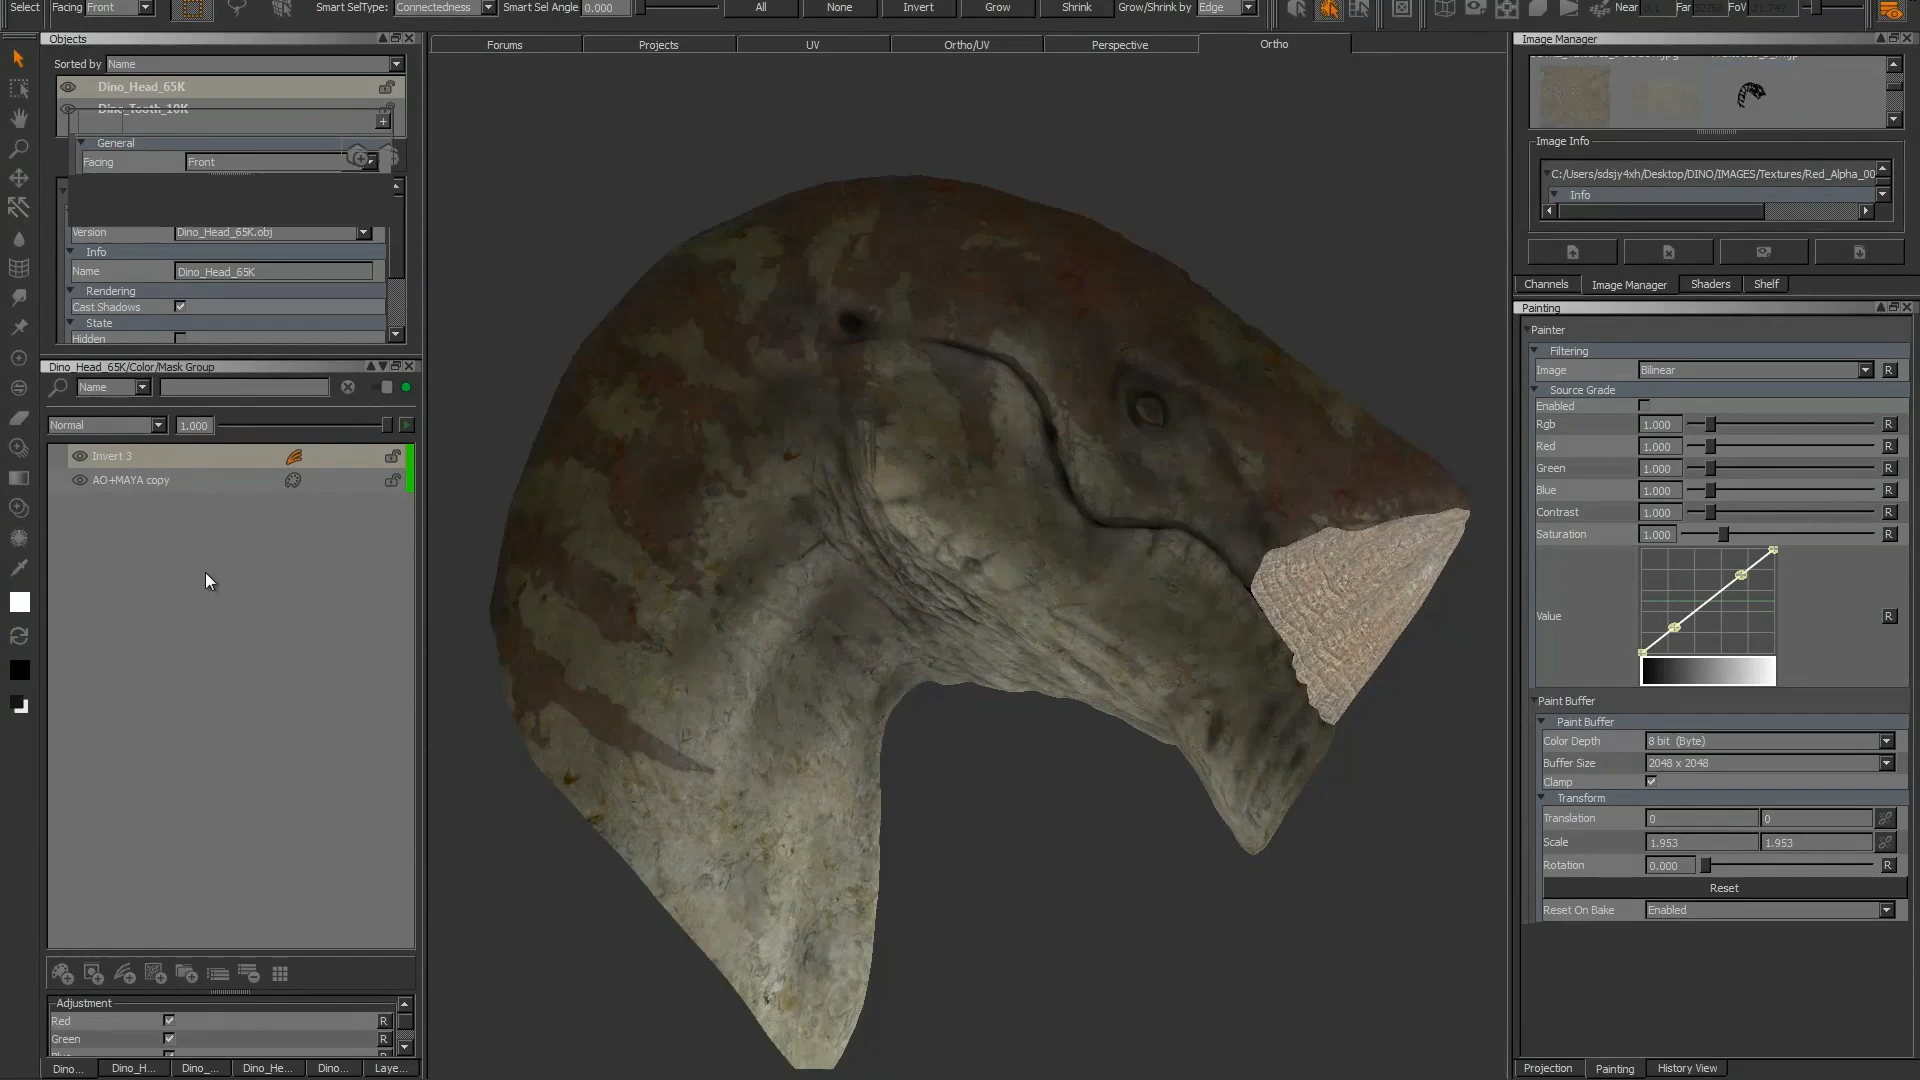 Select Facing Front Smart SelType: Connectedness Smart Sel Angle 0.000 All None Invert Grow Shrink Grow/Shrink by Edge Near Far FoV
Objects
Sorted by Name
Dino_Head_65K
Dino_Tooth_10K
General
Facing Front
Version Dino_Head_65K.obj
Info
Name Dino_Head_65K
Rendering
Cast Shadows
State
Hidden
Dino_Head_65K/Color/Mask Group
Name
Normal 1.000
Invert 3
AO+MAYA copy
Adjustment
Red R
Green R
Dino... Dino_H... Dino_... Dino_He... Dino... Laye...
Forums Projects UV Ortho/UV Perspective Ortho
Image Manager
Image Info
C:/Users/sdsjy4xh/Desktop/DINO/IMAGES/Textures/Red_Alpha_00
Info
Channels Image Manager Shaders Shelf
Painting
Painter
Filtering
Image Bilinear R
Source Grade
Enabled
Rgb 1.000 R
Red 1.000 R
Green 1.000 R
Blue 1.000 R
Contrast 1.000 R
Saturation 1.000 R
Value R
Paint Buffer
Paint Buffer
Color Depth 8 bit (Byte)
Buffer Size 2048 x 2048
Clamp
Transform
Translation 0 0
Scale 1.953 1.953
Rotation 0.000 R
Reset
Reset On Bake Enabled
Projection Painting History View